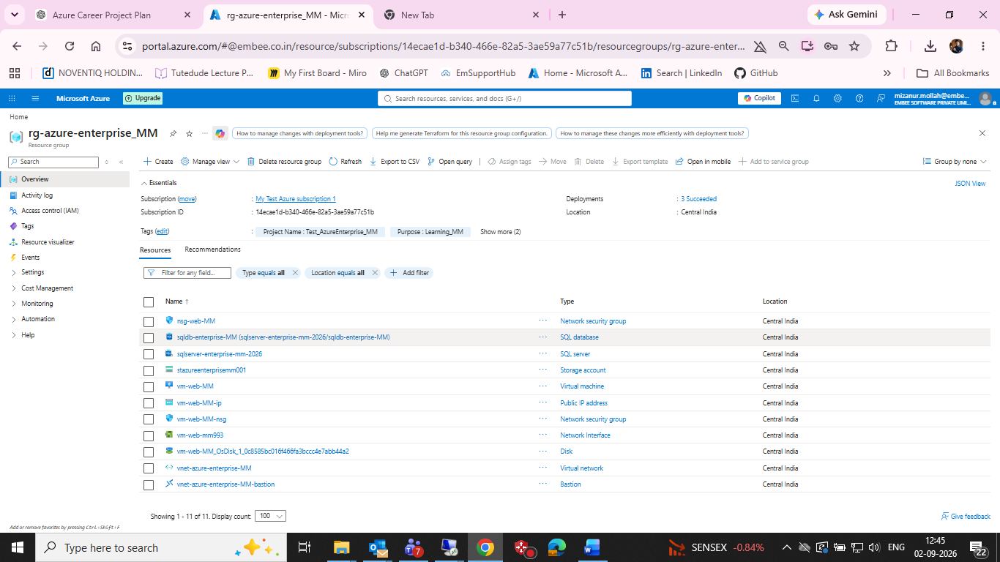 Azure Career Project Plan
rg-azure-enterprise_MM - Micro
New Tab
Ask Gemini
portal.azure.com/#@embee.co.in/resource/subscriptions/14ecae1d-b340-466e-82a5-3ae59a77c51b/resourcegroups/rg-azure-enter...
NOVENTIQ HOLDIN...
Tutedude Lecture P...
My First Board - Miro
ChatGPT
EmSupportHub
Home - Microsoft A...
Search | LinkedIn
GitHub
All Bookmarks
Microsoft Azure
Upgrade
Search resources, services, and docs (G+/)
Copilot
mizanur.mollah@embe...
EMBEE SOFTWARE PRIVATE LIMI...
Home
rg-azure-enterprise_MM
Resource group
How to manage changes with deployment tools?
Help me generate Terraform for this resource group configuration.
How to manage these changes more efficiently with deployment tools?
Search
Create
Manage view
Delete resource group
Refresh
Export to CSV
Open query
Assign tags
Move
Delete
Export template
Open in mobile
Add to service group
Group by none
Overview
Activity log
Access control (IAM)
Tags
Resource visualizer
Events
Settings
Cost Management
Monitoring
Automation
Help
Essentials
JSON View
Subscription (move) : My Test Azure subscription 1
Deployments : 3 Succeeded
Subscription ID : 14ecae1d-b340-466e-82a5-3ae59a77c51b
Location : Central India
Tags (edit) : Project Name : Test_AzureEnterprise_MM Purpose : Learning_MM Show more (2)
Resources Recommendations
Filter for any field...
Type equals all
Location equals all
Add filter
Name ↑ Type Location
nsg-web-MM ... Network security group Central India
sqldb-enterprise-MM (sqlserver-enterprise-mm-2026/sqldb-enterprise-MM) ... SQL database Central India
sqlserver-enterprise-mm-2026 ... SQL server Central India
stazureenterprisemm001 ... Storage account Central India
vm-web-MM ... Virtual machine Central India
vm-web-MM-ip ... Public IP address Central India
vm-web-MM-nsg ... Network security group Central India
vm-web-mm993 ... Network Interface Central India
vm-web-MM_OsDisk_1_0c8585bc016f466fa3bccc4e7abb44a2 ... Disk Central India
vnet-azure-enterprise-MM ... Virtual network Central India
vnet-azure-enterprise-MM-bastion ... Bastion Central India
Showing 1 - 11 of 11. Display count: 100
Give feedback
Add or remove favorites by pressing Ctrl+Shift+F
Type here to search
7
SENSEX -0.84%
ENG
12:45
02-09-2026
22